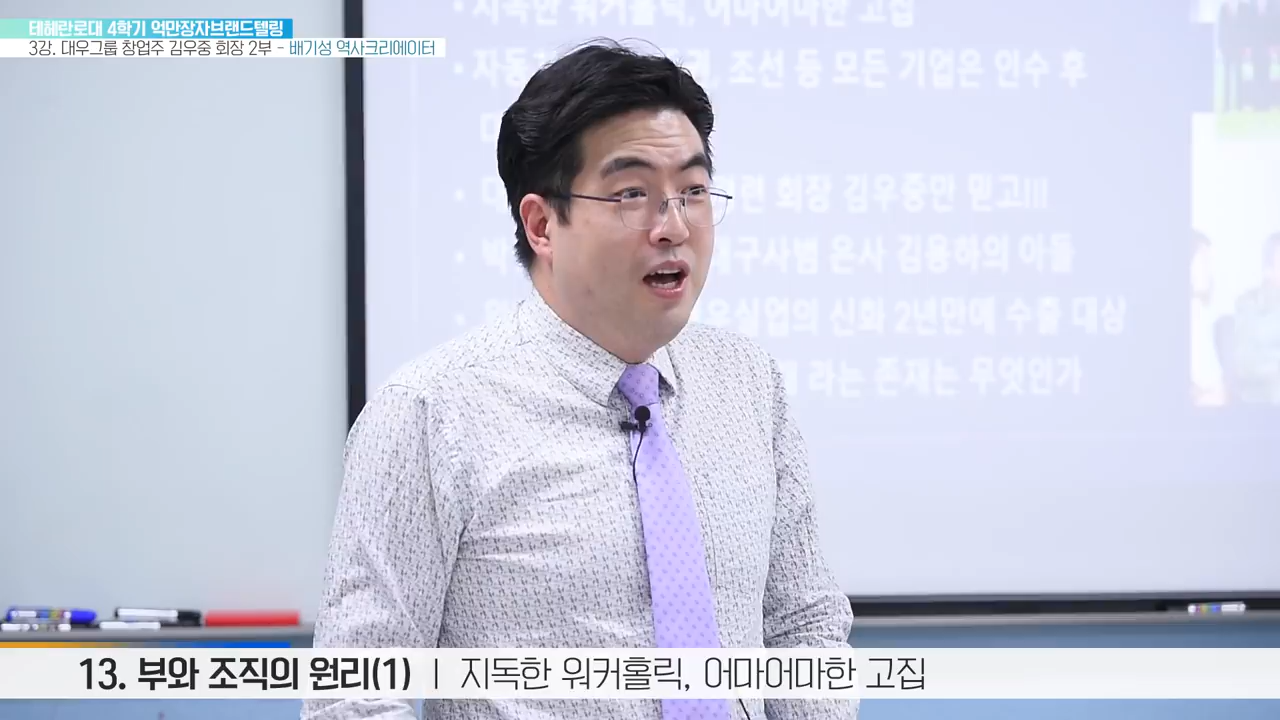 테헤란로대 4학기 억만장자브랜드텔링
3강. 대우그룹 창업주 김우중 회장 2부 - 배기성 역사크리에이터
• 지독한 워커홀릭, 어마어마한 고집
• 자동 조선 등 모든 기업은 인수 후
회장 김우중만 믿고!!!
대구사범 은사 김용하의 아들
신화 2년만에 수출 대상
라는 존재는 무엇인가
13. 부와 조직의 원리(1) | 지독한 워커홀릭, 어마어마한 고집